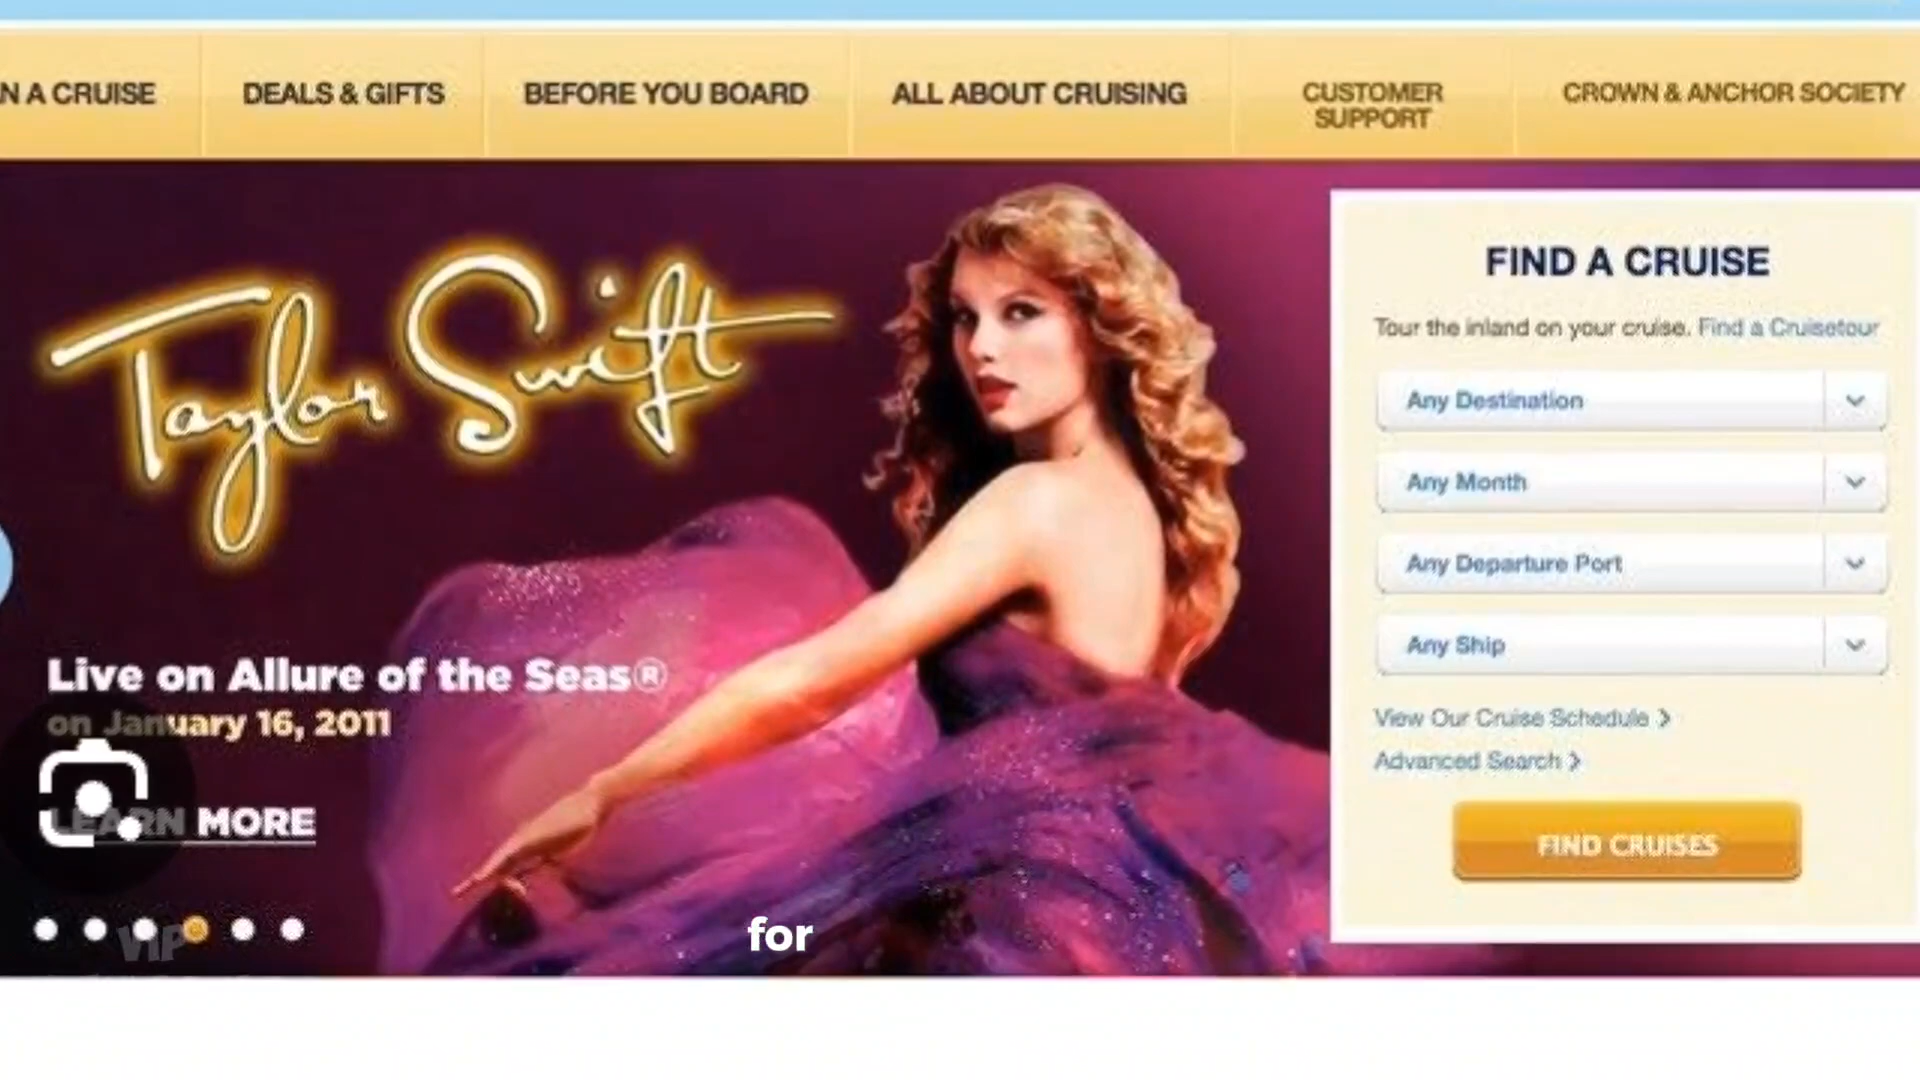 N A CRUISE
DEALS & GIFTS
BEFORE YOU BOARD
ALL ABOUT CRUISING
CUSTOMER
SUPPORT
CROWN & ANCHOR SOCIETY
Taylor Swift
Live on Allure of the Seas®
on January 16, 2011
LEARN MORE
VIP
for
FIND A CRUISE
Tour the inland on your cruise. Find a Cruisetour
Any Destination
Any Month
Any Departure Port
Any Ship
View Our Cruise Schedule
Advanced Search
FIND CRUISES